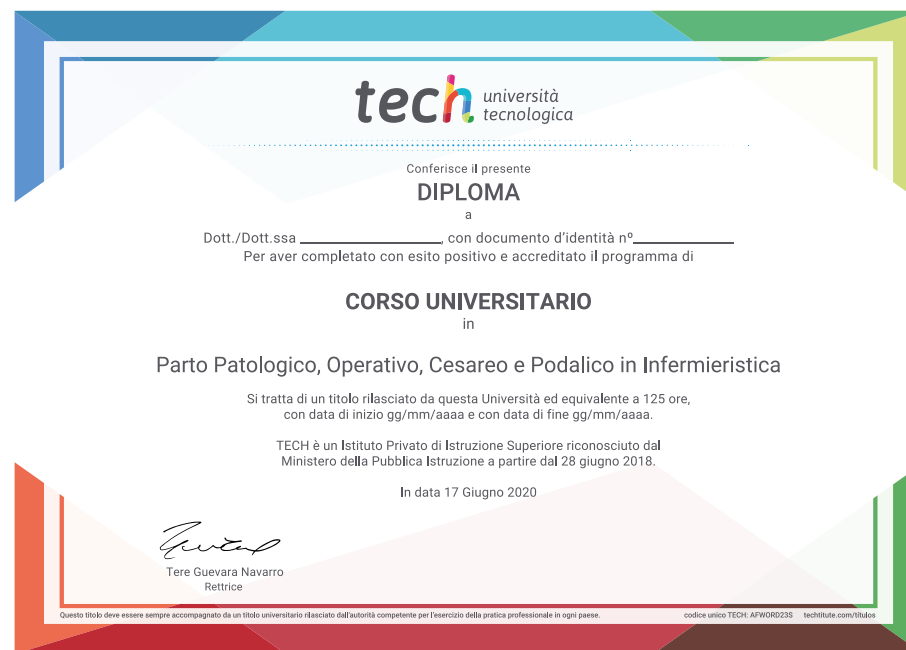 tech università
tecnologica
Conferisce il presente
DIPLOMA
a
Dott./Dott.ssa ____________________, con documento d'identità nº______________
Per aver completato con esito positivo e accreditato il programma di
CORSO UNIVERSITARIO
in
Parto Patologico, Operativo, Cesareo e Podalico in Infermieristica
Si tratta di un titolo rilasciato da questa Università ed equivalente a 125 ore,
con data di inizio gg/mm/aaaa e con data di fine gg/mm/aaaa.
TECH è un Istituto Privato di Istruzione Superiore riconosciuto dal
Ministero della Pubblica Istruzione a partire dal 28 giugno 2018.
In data 17 Giugno 2020
Tere Guevara Navarro
Rettrice
Questo titolo deve essere sempre accompagnato da un titolo universitario rilasciato dall'autorità competente per l'esercizio della pratica professionale in ogni paese. codice unico TECH: AFWORD23S techtitute.com/titulos